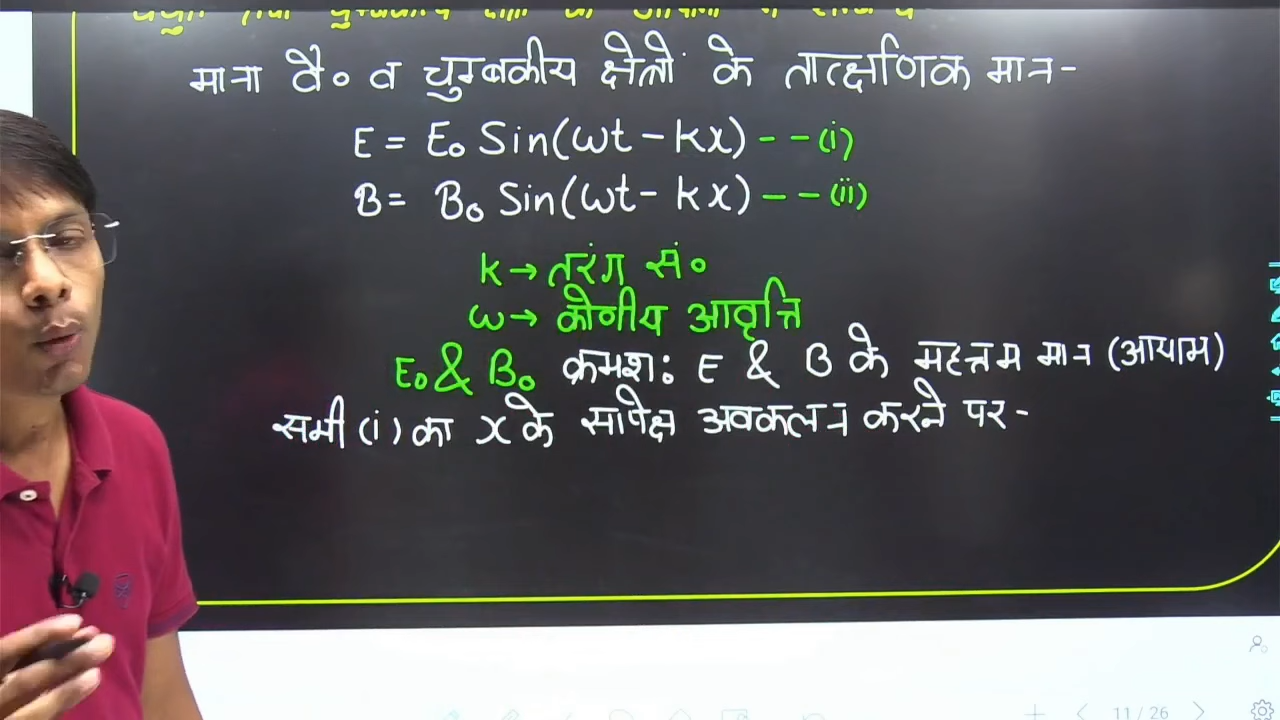 माना वै० व चुम्बकीय क्षेत्रों के तात्क्षणिक मान-
E = E₀ Sin(ωt - kx) - - (i)
B = B₀ Sin(ωt - kx) - - (ii)
k → तरंग सं०
ω → कोणीय आवृत्ति
E₀ & B₀ क्रमशः E & B के महत्तम मान (आयाम)
समी (i) का x के सापेक्ष अवकलन करने पर-
11 / 26